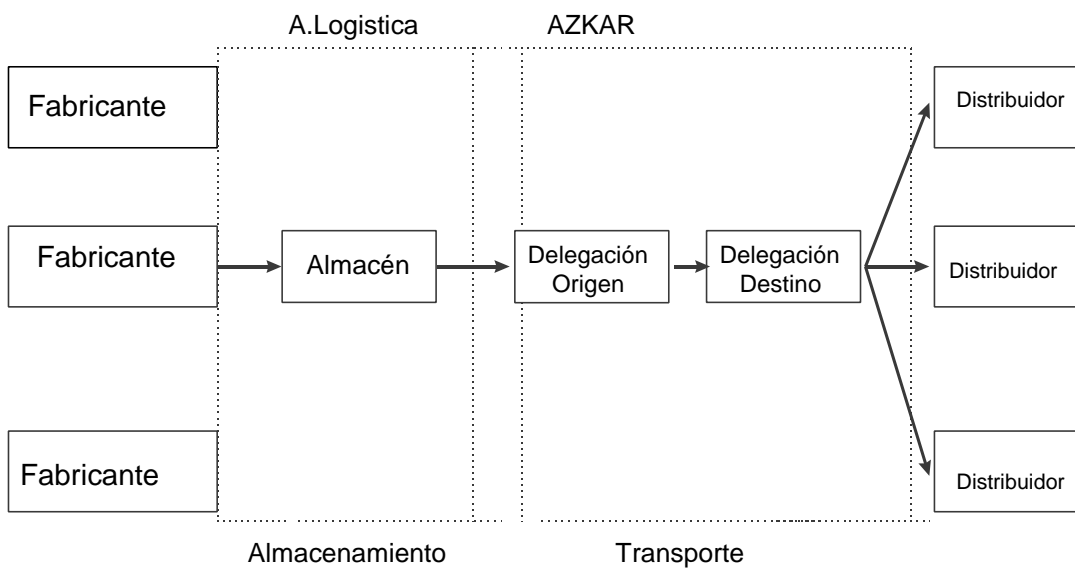 A.Logistica
AZKAR
Fabricante
Distribuidor
Fabricante
Almacén
Delegación
Origen
Delegación
Destino
Distribuidor
Fabricante
Distribuidor
Almacenamiento
Transporte